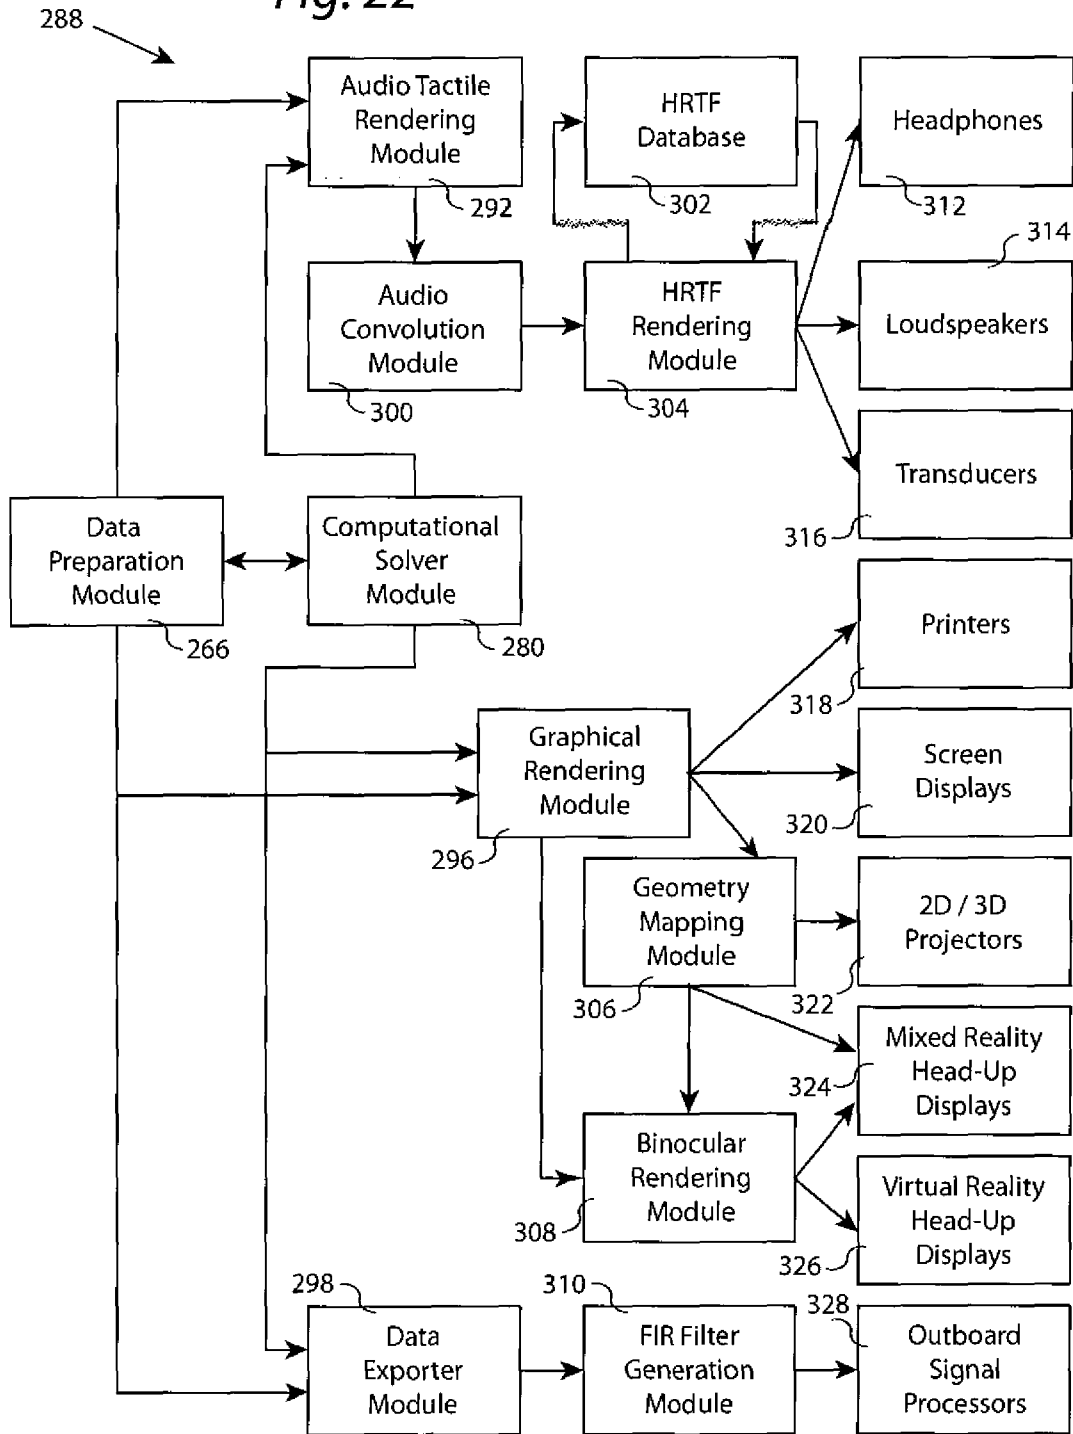 Fig. 22
288
Audio Tactile
Rendering
Module
292
HRTF
Database
302
Headphones
312
Audio
Convolution
Module
300
HRTF
Rendering
Module
304
314
Loudspeakers
Transducers
316
Data
Preparation
Module
266
Computational
Solver
Module
280
Printers
318
Graphical
Rendering
Module
296
Screen
Displays
320
Geometry
Mapping
Module
306
2D / 3D
Projectors
322
Mixed Reality
Head-Up
Displays
324
Binocular
Rendering
Module
308
Virtual Reality
Head-Up
Displays
326
298
Data
Exporter
Module
310
FIR Filter
Generation
Module
328
Outboard
Signal
Processors